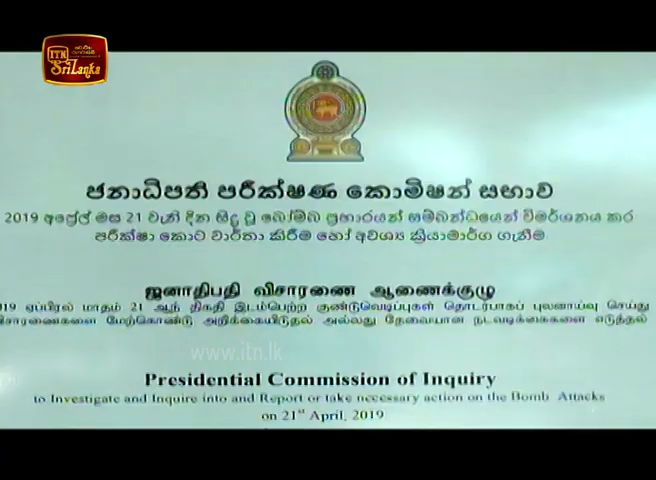 ITN
Sri Lanka
ජනාධිපති පරීක්ෂණ කොමිෂන් සභාව
2019 අප්‍රේල් මස 21 වැනි දින සිදු වූ බෝම්බ ප්‍රහාරයන් සම්බන්ධයෙන් විමර්ශනය කර
පරීක්ෂා කොට වාර්තා කිරීම හෝ අවශ්‍ය ක්‍රියාමාර්ග ගැනීම
ஜனாதிபதி விசாரணை ஆணைக்குழு
019 ஏப்பிரல் மாதம் 21 ஆந் திகதி இடம்பெற்ற குண்டுவெடிப்புகள் தொடர்பாகப் புலனாய்வு செய்து
விசாரணைகளை மேற்கொண்டு அறிக்கையிடுதல் அல்லது தேவையான நடவடிக்கைகளை எடுத்தல்
www.itn.lk
Presidential Commission of Inquiry
to Investigate and Inquire into and Report or take necessary action on the Bomb Attacks
on 21st April, 2019